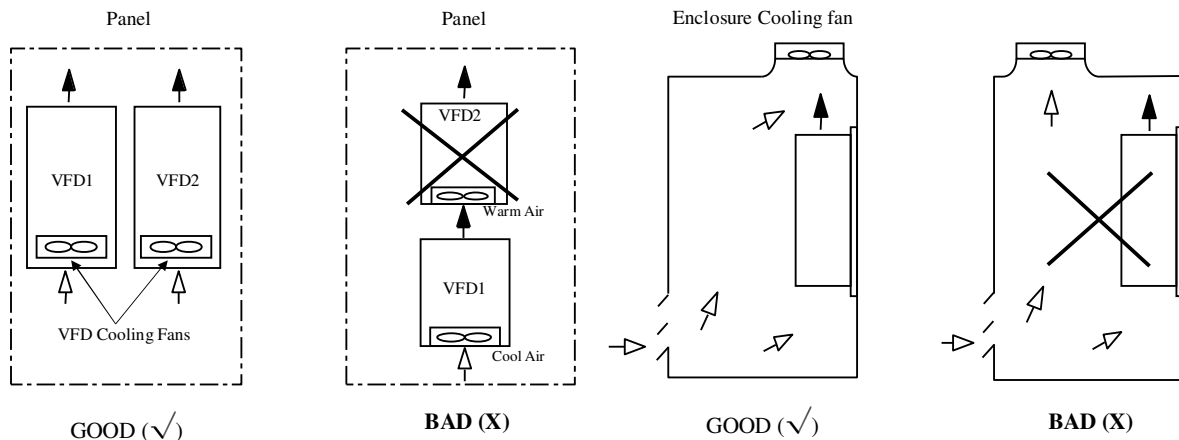 Panel
Panel
Enclosure Cooling fan
VFD1
VFD2
VFD Cooling Fans
VFD2
Warm Air
VFD1
Cool Air
GOOD (√)
BAD (X)
GOOD (√)
BAD (X)